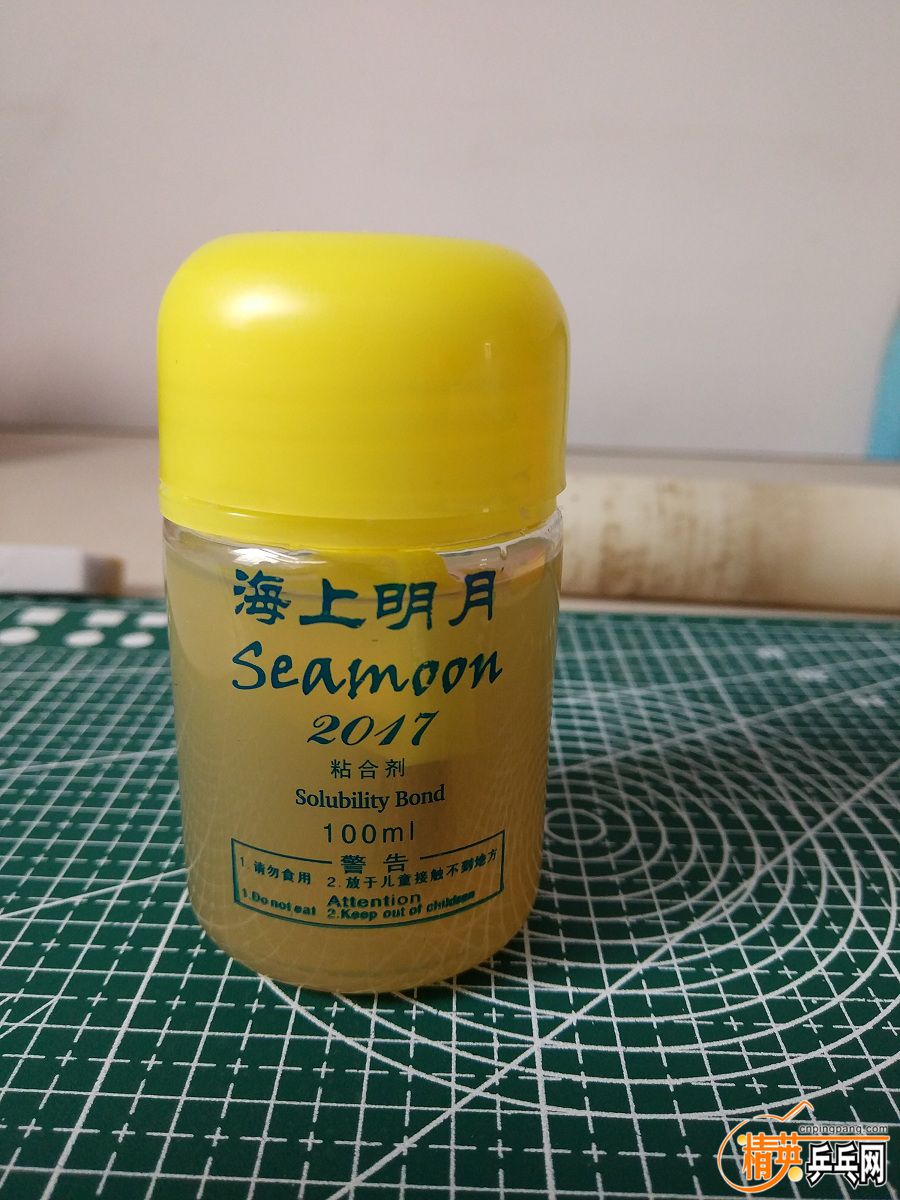 海上明月
Seamoon
2017
粘合剂
Solubility Bond
100ml
警告
1.请勿食用 2.放于儿童接触不到地方
Attention
1.Do not eat 2.Keep out of children
cnpingpang.com
精英乒乓网